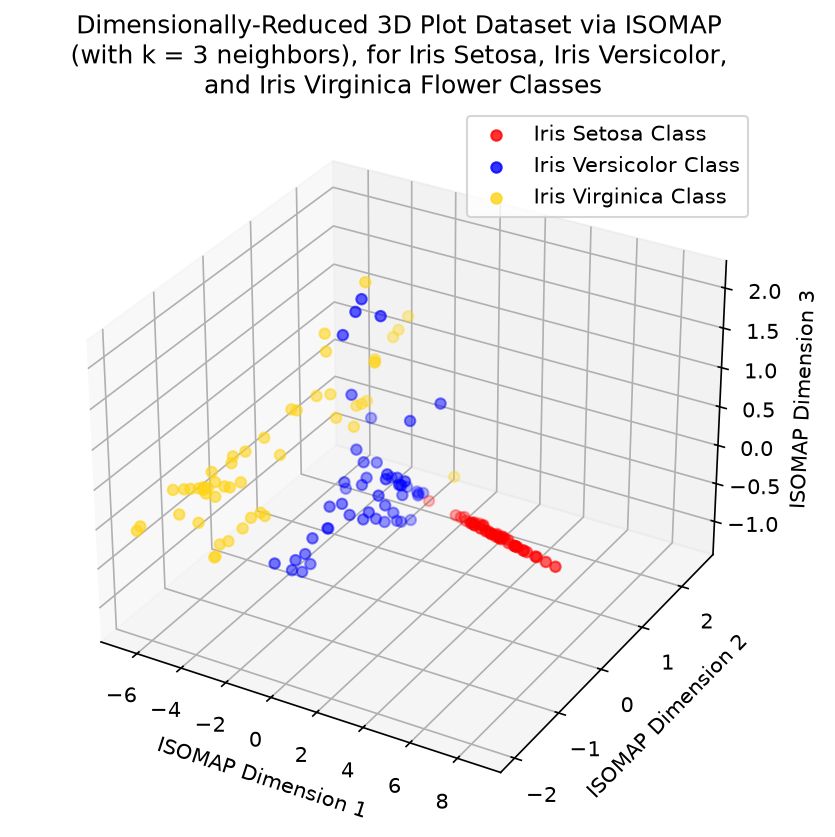 Dimensionally-Reduced 3D Plot Dataset via ISOMAP
(with k = 3 neighbors), for Iris Setosa, Iris Versicolor,
and Iris Virginica Flower Classes
Iris Setosa Class
Iris Versicolor Class
Iris Virginica Class
2.0
1.5
1.0
0.5
0.0
−0.5
−1.0
ISOMAP Dimension 3
−6
−4
−2
0
2
4
6
8
ISOMAP Dimension 1
2
1
0
−1
−2
ISOMAP Dimension 2